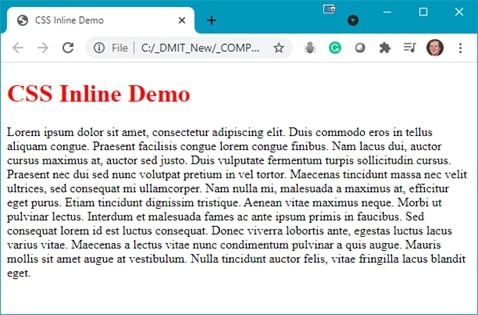 CSS Inline Demo
File | C:/_DMIT_New/_COMP...
CSS Inline Demo
Lorem ipsum dolor sit amet, consectetur adipiscing elit. Duis commodo eros in tellus
aliquam congue. Praesent facilisis congue lorem congue finibus. Nam lacus dui, auctor
cursus maximus at, auctor sed justo. Duis vulputate fermentum turpis sollicitudin cursus.
Praesent nec dui sed nunc volutpat pretium in vel tortor. Maecenas tincidunt massa nec velit
ultrices, sed consequat mi ullamcorper. Nam nulla mi, malesuada a maximus at, efficitur
eget purus. Etiam tincidunt dignissim tristique. Aenean vitae maximus neque. Morbi ut
pulvinar lectus. Interdum et malesuada fames ac ante ipsum primis in faucibus. Sed
consequat lorem id est luctus consequat. Donec viverra lobortis ante, egestas luctus lacus
varius vitae. Maecenas a lectus vitae nunc condimentum pulvinar a quis augue. Mauris
mollis sit amet augue at vestibulum. Nulla tincidunt auctor felis, vitae fringilla lacus blandit
eget.